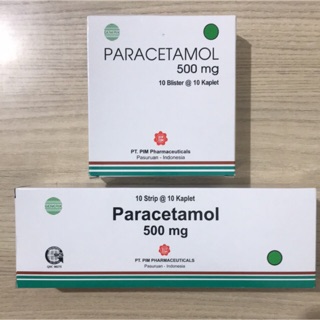 PARACETAMOL
500 mg
10 Blister @ 10 Kaplet
PT. PIM Pharmaceuticals
Pasuruan - Indonesia
10 Strip @ 10 Kaplet
Paracetamol
500 mg
PT. PIM PHARMACEUTICALS
Pasuruan - Indonesia